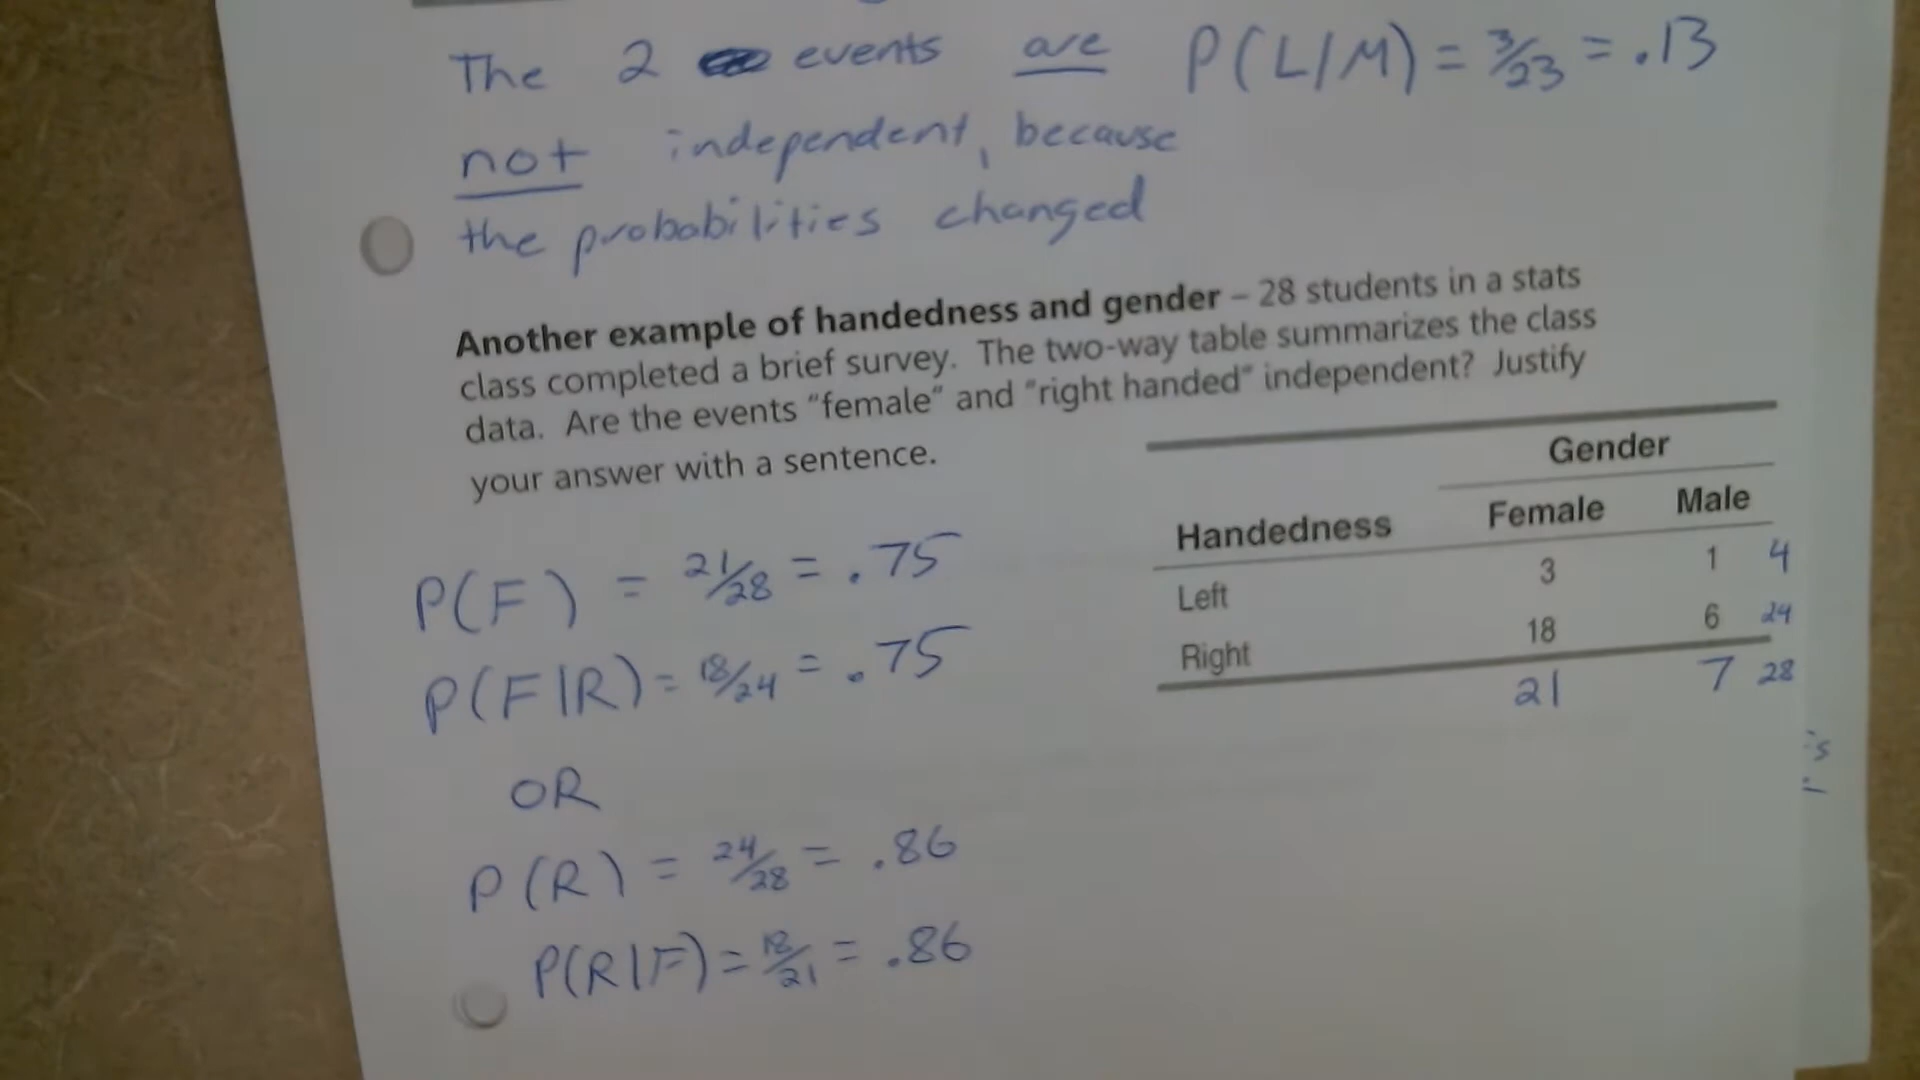 The 2 events are P(L|M) = 3/23 = .13
not independent, because
the probabilities changed
Another example of handedness and gender – 28 students in a stats
class completed a brief survey. The two-way table summarizes the class
data. Are the events “female” and “right handed” independent? Justify
your answer with a sentence.
Gender
Handedness Female Male
Left 3 1 4
Right 18 6 24
21 7 28
P(F) = 21/28 = .75
P(F|R) = 18/24 = .75
OR
P(R) = 24/28 = .86
P(R|F) = 18/21 = .86